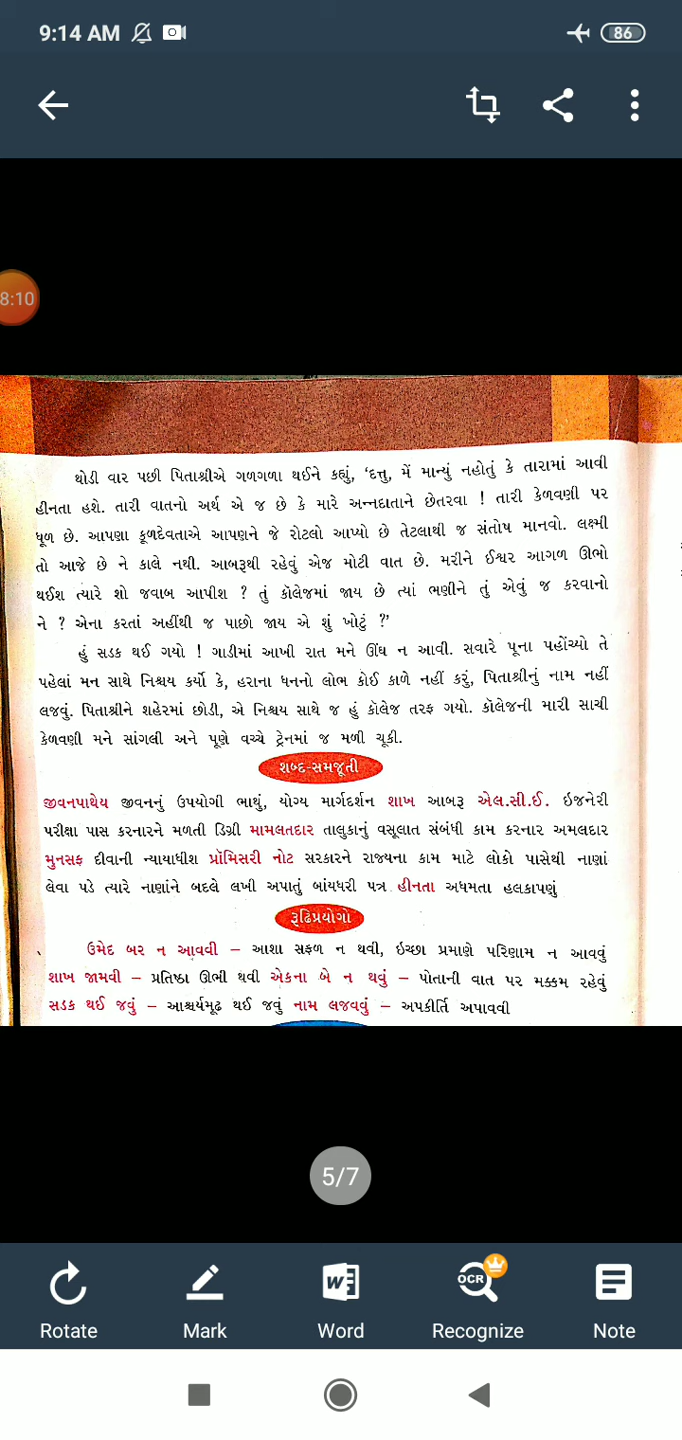 9:14 AM
86
8:10
થોડી વાર પછી પિતાશ્રીએ ગળગળા થઈને કહ્યું, ‘દત્તુ, મેં માન્યું નહોતું કે તારામાં આવી
હીનતા હશે. તારી વાતનો અર્થ એ જ છે કે મારે અન્નદાતાને છેતરવા ! તારી કેળવણી પર
ધૂળ છે. આપણા કૂળદેવતાએ આપણને જે રોટલો આપ્યો છે તેટલાથી જ સંતોષ માનવો. લક્ષ્મી
તો આજે છે ને કાલે નથી. આબરૂથી રહેવું એજ મોટી વાત છે. મરીને ઈશ્વર આગળ ઊભો
થઈશ ત્યારે શો જવાબ આપીશ ? તું કૉલેજમાં જાય છે ત્યાં ભણીને તું એવું જ કરવાનો
ને ? એના કરતાં અહીંથી જ પાછો જાય એ શું ખોટું ?’
હું સડક થઈ ગયો ! ગાડીમાં આખી રાત મને ઊંઘ ન આવી. સવારે પૂના પહોંચ્યો તે
પહેલાં મન સાથે નિશ્ચય કર્યો કે, હરાના ધનનો લોભ કોઈ કાળે નહીં કરું, પિતાશ્રીનું નામ નહીં
લજવું. પિતાશ્રીને શહેરમાં છોડી, એ નિશ્ચય સાથે જ હું કૉલેજ તરફ ગયો. કૉલેજની મારી સાચી
કેળવણી મને સાંગલી અને પૂણે વચ્ચે ટ્રેનમાં જ મળી ચૂકી.
શબ્દ-સમજૂતી
જીવનપાથેય જીવનનું ઉપયોગી ભાથું, યોગ્ય માર્ગદર્શન શાખ આબરૂ એલ.સી.ઈ. ઇજનેરી
પરીક્ષા પાસ કરનારને મળતી ડિગ્રી મામલતદાર તાલુકાનું વસૂલાત સંબંધી કામ કરનાર અમલદાર
મુનસફ દીવાની ન્યાયાધીશ પ્રૉમિસરી નોટ સરકારને રાજ્યના કામ માટે લોકો પાસેથી નાણાં
લેવા પડે ત્યારે નાણાંને બદલે લખી અપાતું બાંયધરી પત્ર હીનતા અધમતા હલકાપણું
રૂઢિપ્રયોગો
ઉમેદ બર ન આવવી – આશા સફળ ન થવી, ઇચ્છા પ્રમાણે પરિણામ ન આવવું
શાખ જામવી – પ્રતિષ્ઠા ઊભી થવી એકના બે ન થવું – પોતાની વાત પર મક્કમ રહેવું
સડક થઈ જવું – આશ્ચર્યમૂઢ થઈ જવું નામ લજવવું – અપકીર્તિ અપાવવી
5/7
OCR
Rotate Mark Word Recognize Note